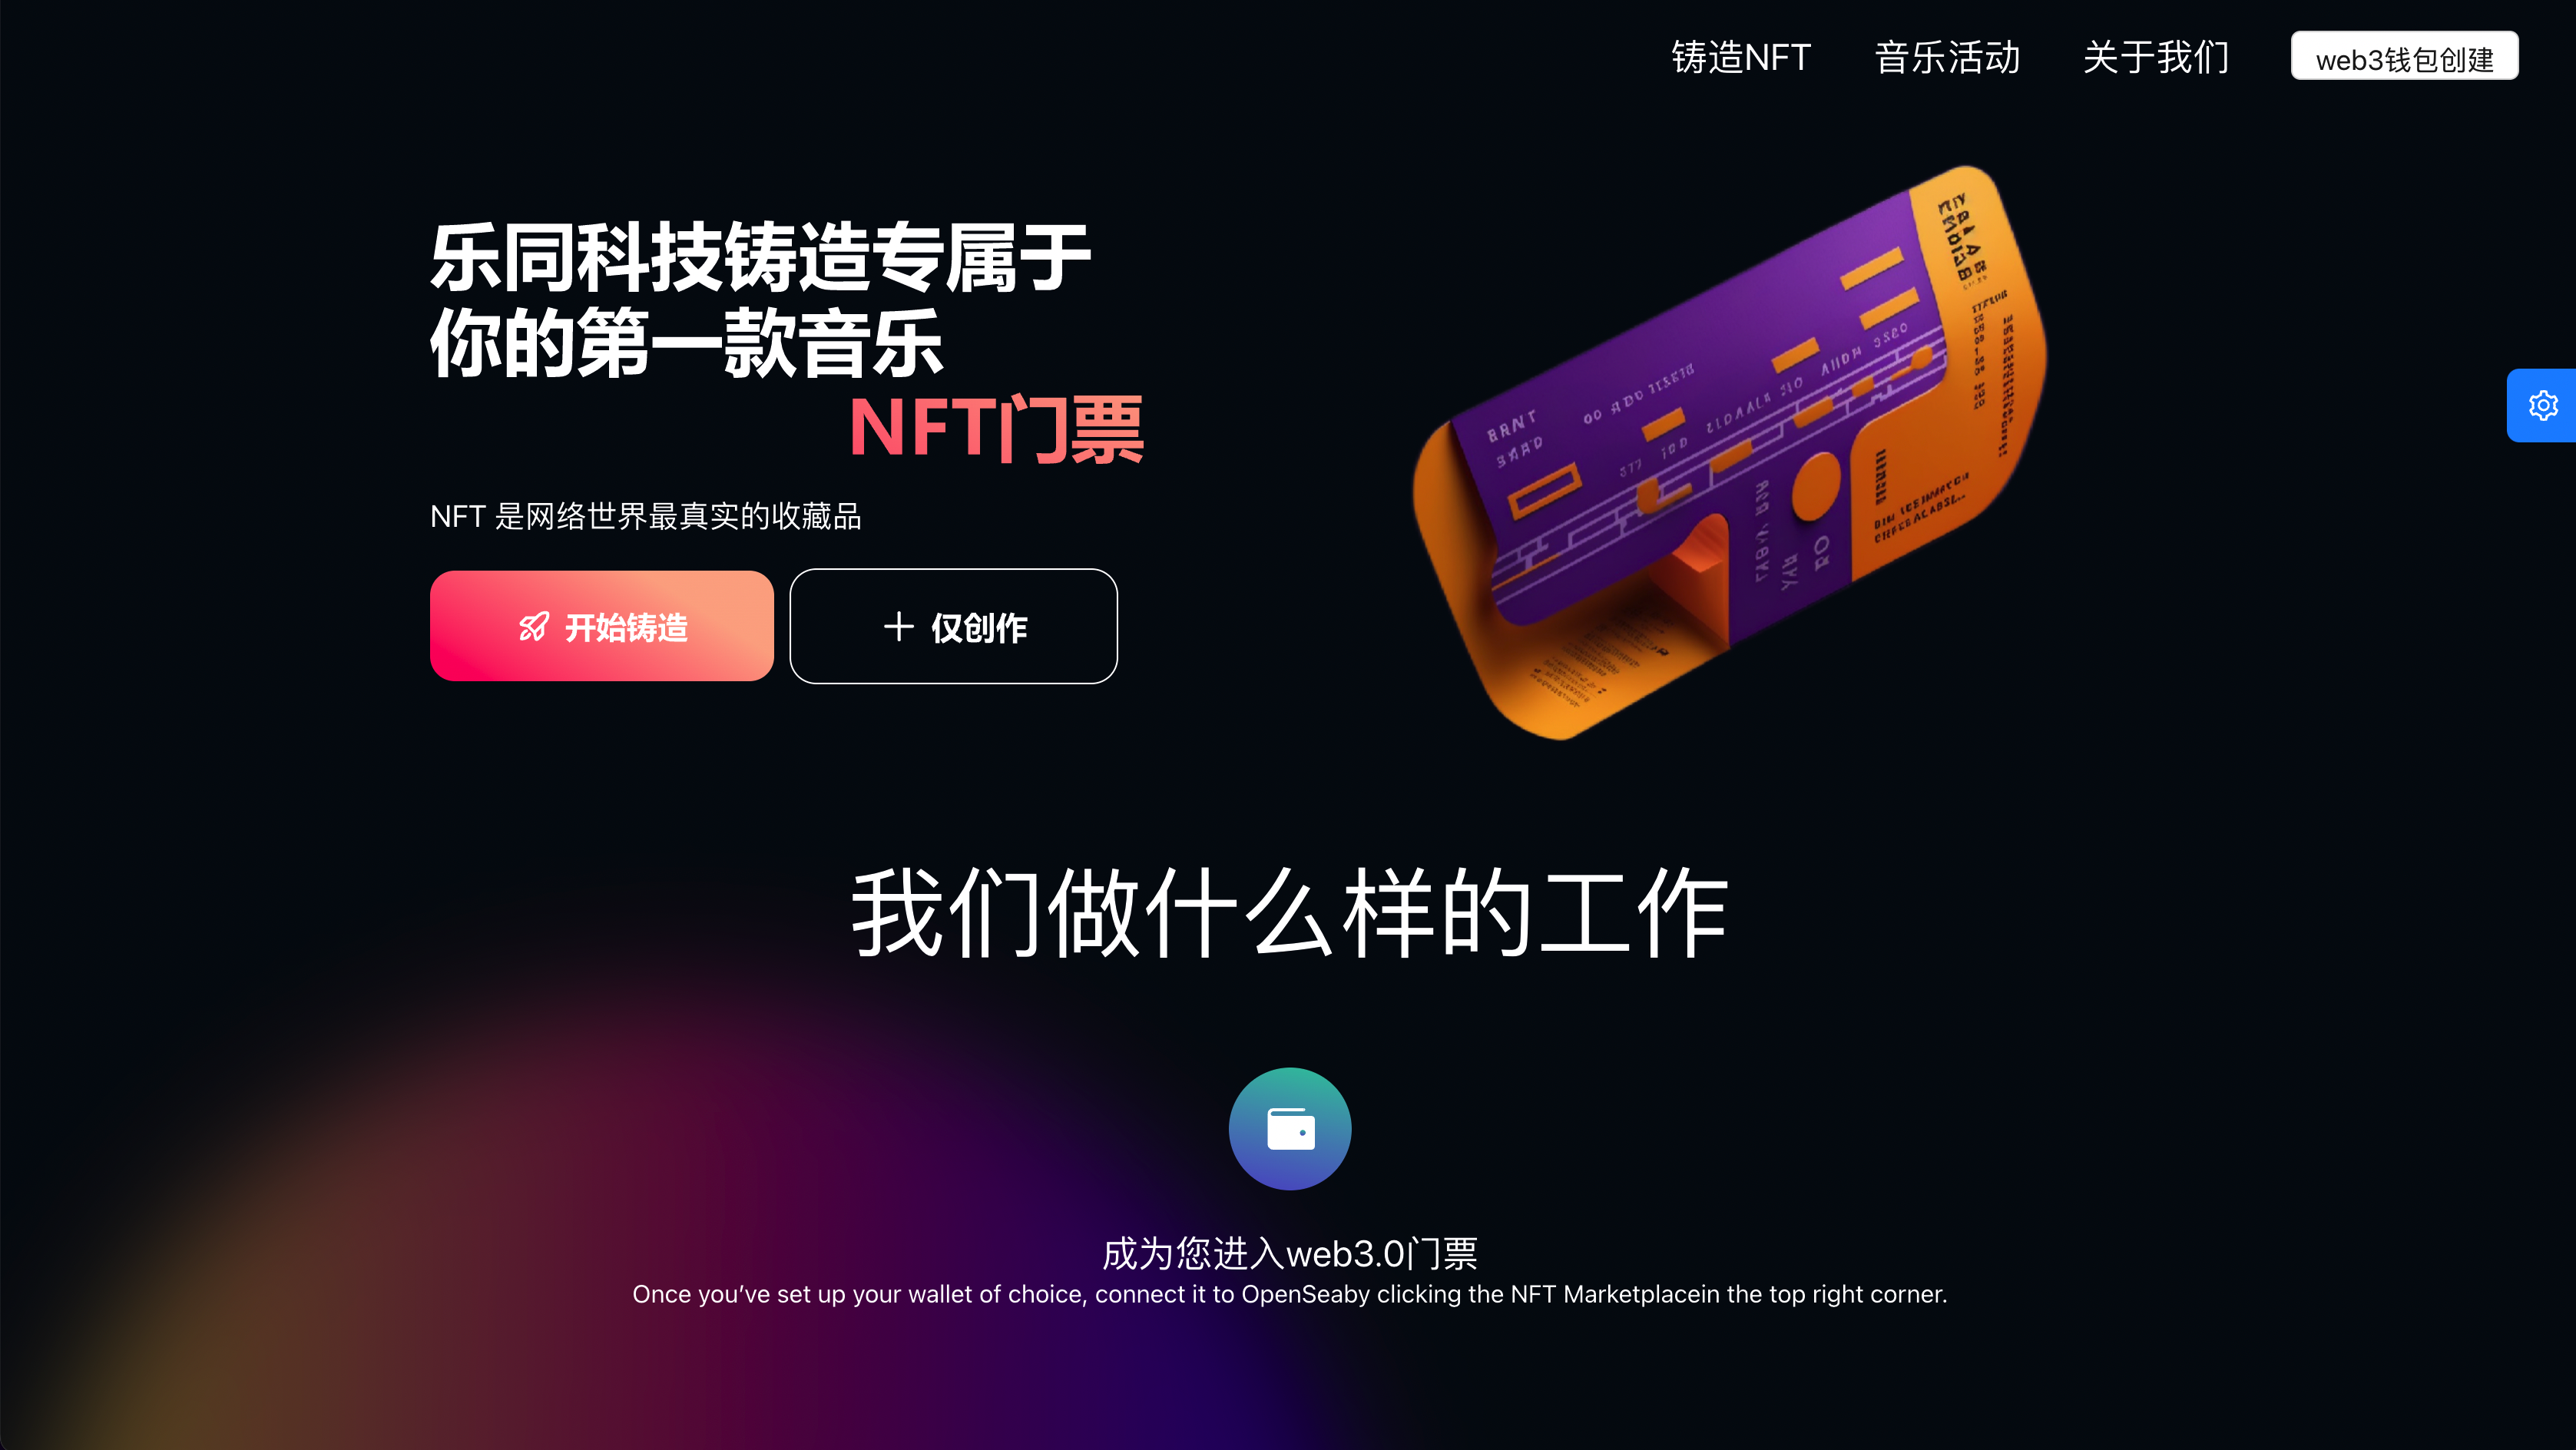 铸造NFT 音乐活动 关于我们 web3钱包创建
乐同科技铸造专属于
你的第一款音乐
NFT门票
NFT 是网络世界最真实的收藏品
开始铸造 仅创作
我们做什么样的工作
成为您进入web3.0门票
Once you’ve set up your wallet of choice, connect it to OpenSeaby clicking the NFT Marketplacein the top right corner.